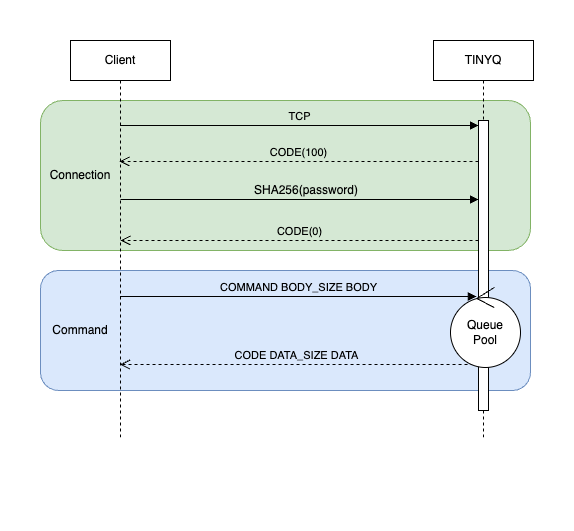 Client
TINYQ
TCP
CODE(100)
Connection
SHA256(password)
CODE(0)
COMMAND BODY_SIZE BODY
Command
Queue
Pool
CODE DATA_SIZE DATA